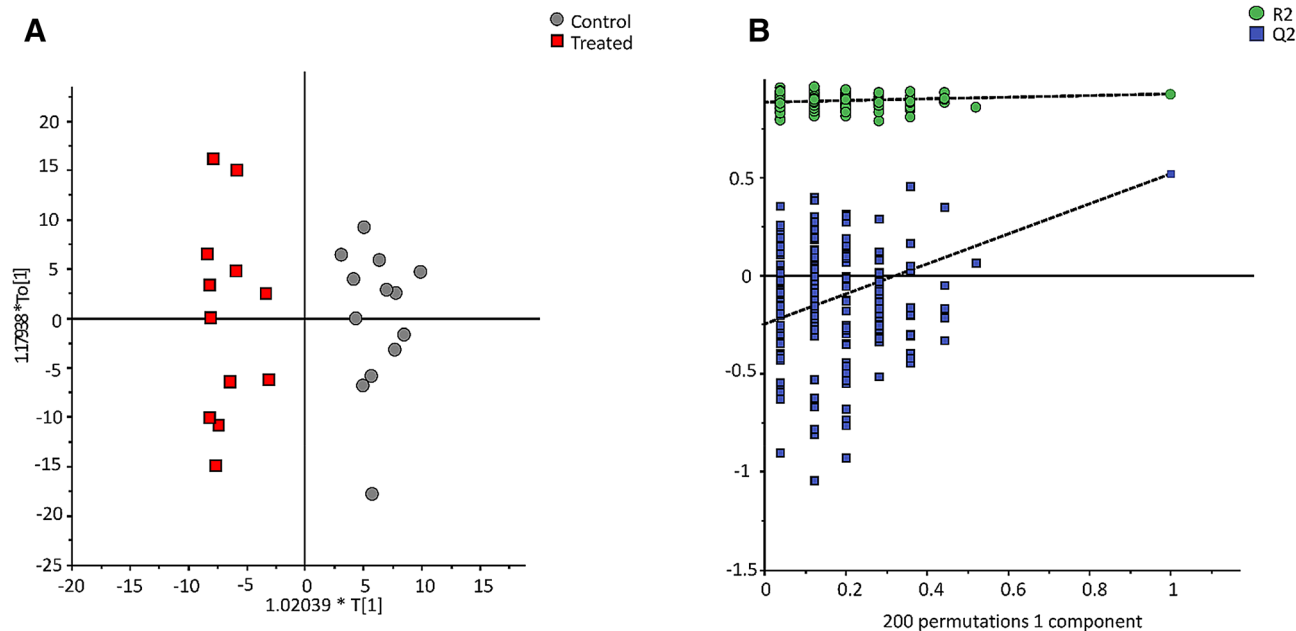 A
Control
Treated
20
15
10
5
0
-5
-10
-15
-20
-25
-20 -15 -10 -5 0 5 10 15
1.17938*To[1]
1.02039 * T[1]
B
R2
Q2
0.5
0
-0.5
-1
-1.5
0 0.2 0.4 0.6 0.8 1
200 permutations 1 component